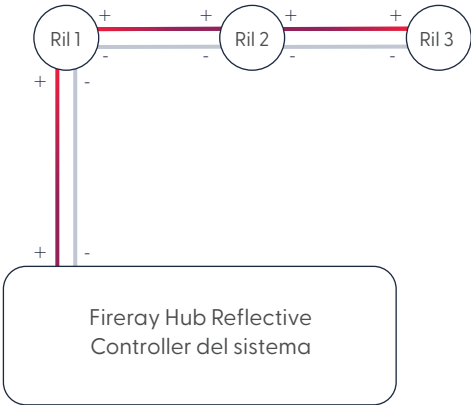 + + + +
Ril 1 Ril 2 Ril 3
- - - -
+ -
+ -
Fireray Hub Reflective
Controller del sistema